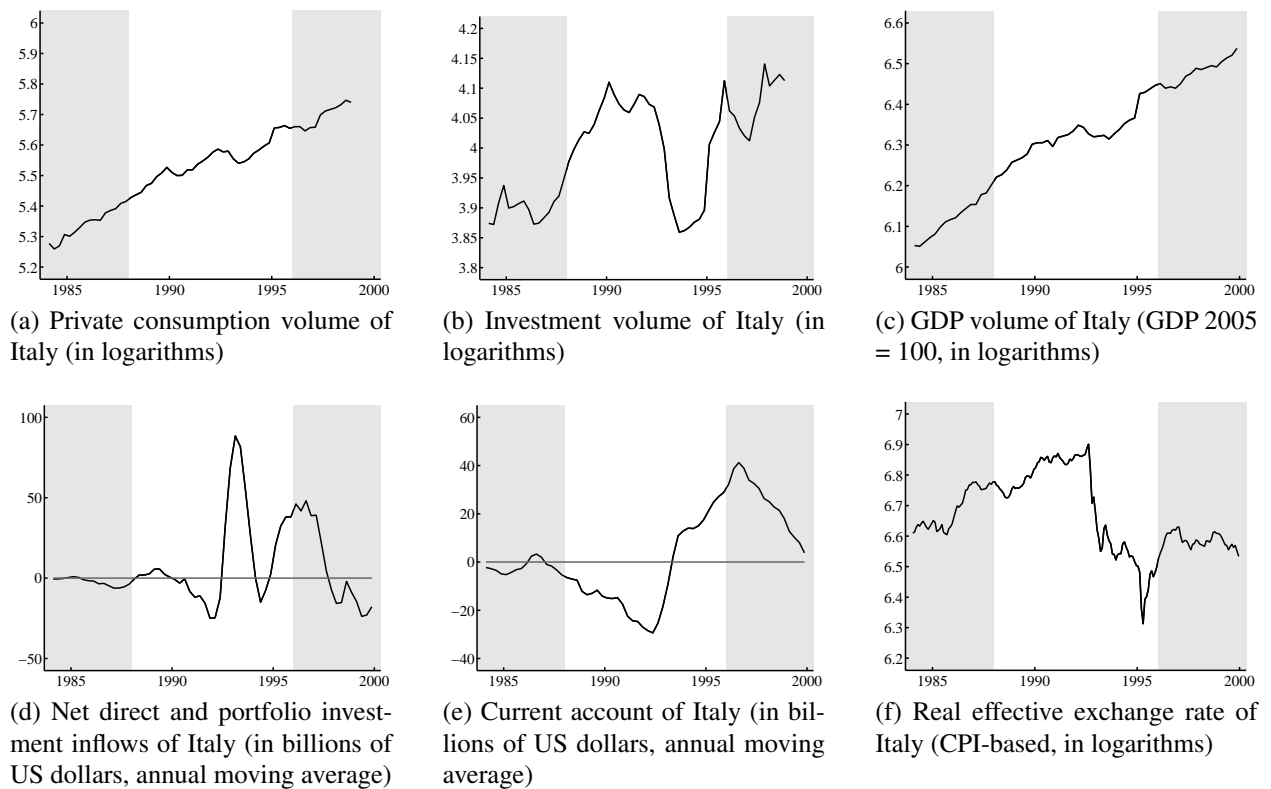 6
5.9
5.8
5.7
5.6
5.5
5.4
5.3
5.2
1985 1990 1995 2000
(a) Private consumption volume of
Italy (in logarithms)
4.2
4.15
4.1
4.05
4
3.95
3.9
3.85
3.8
1985 1990 1995 2000
(b) Investment volume of Italy (in
logarithms)
6.6
6.5
6.4
6.3
6.2
6.1
6
1985 1990 1995 2000
(c) GDP volume of Italy (GDP 2005
= 100, in logarithms)
100
50
0
−50
1985 1990 1995 2000
(d) Net direct and portfolio invest-
ment inflows of Italy (in billions of
US dollars, annual moving average)
60
40
20
0
−20
−40
1985 1990 1995 2000
(e) Current account of Italy (in bil-
lions of US dollars, annual moving
average)
7
6.9
6.8
6.7
6.6
6.5
6.4
6.3
6.2
1985 1990 1995 2000
(f) Real effective exchange rate of
Italy (CPI-based, in logarithms)